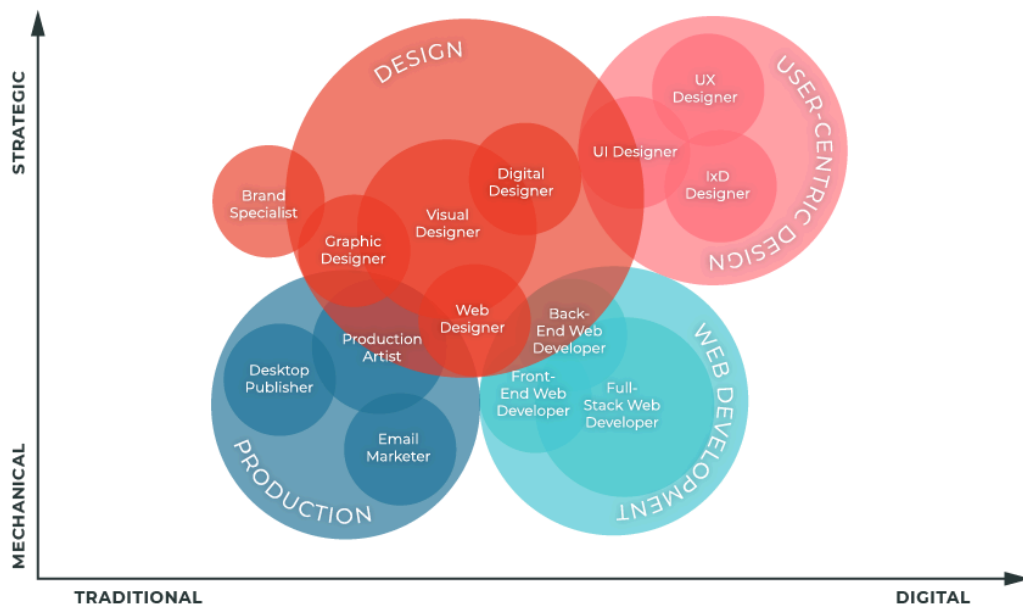 STRATEGIC
MECHANICAL
TRADITIONAL
DIGITAL
DESIGN
Brand
Specialist
Graphic
Designer
Visual
Designer
Digital
Designer
Web
Designer
USER-CENTRIC DESIGN
UX
Designer
UI Designer
IxD
Designer
PRODUCTION
Production
Artist
Desktop
Publisher
Email
Marketer
WEB DEVELOPMENT
Back-
End Web
Developer
Front-
End Web
Developer
Full-
Stack Web
Developer